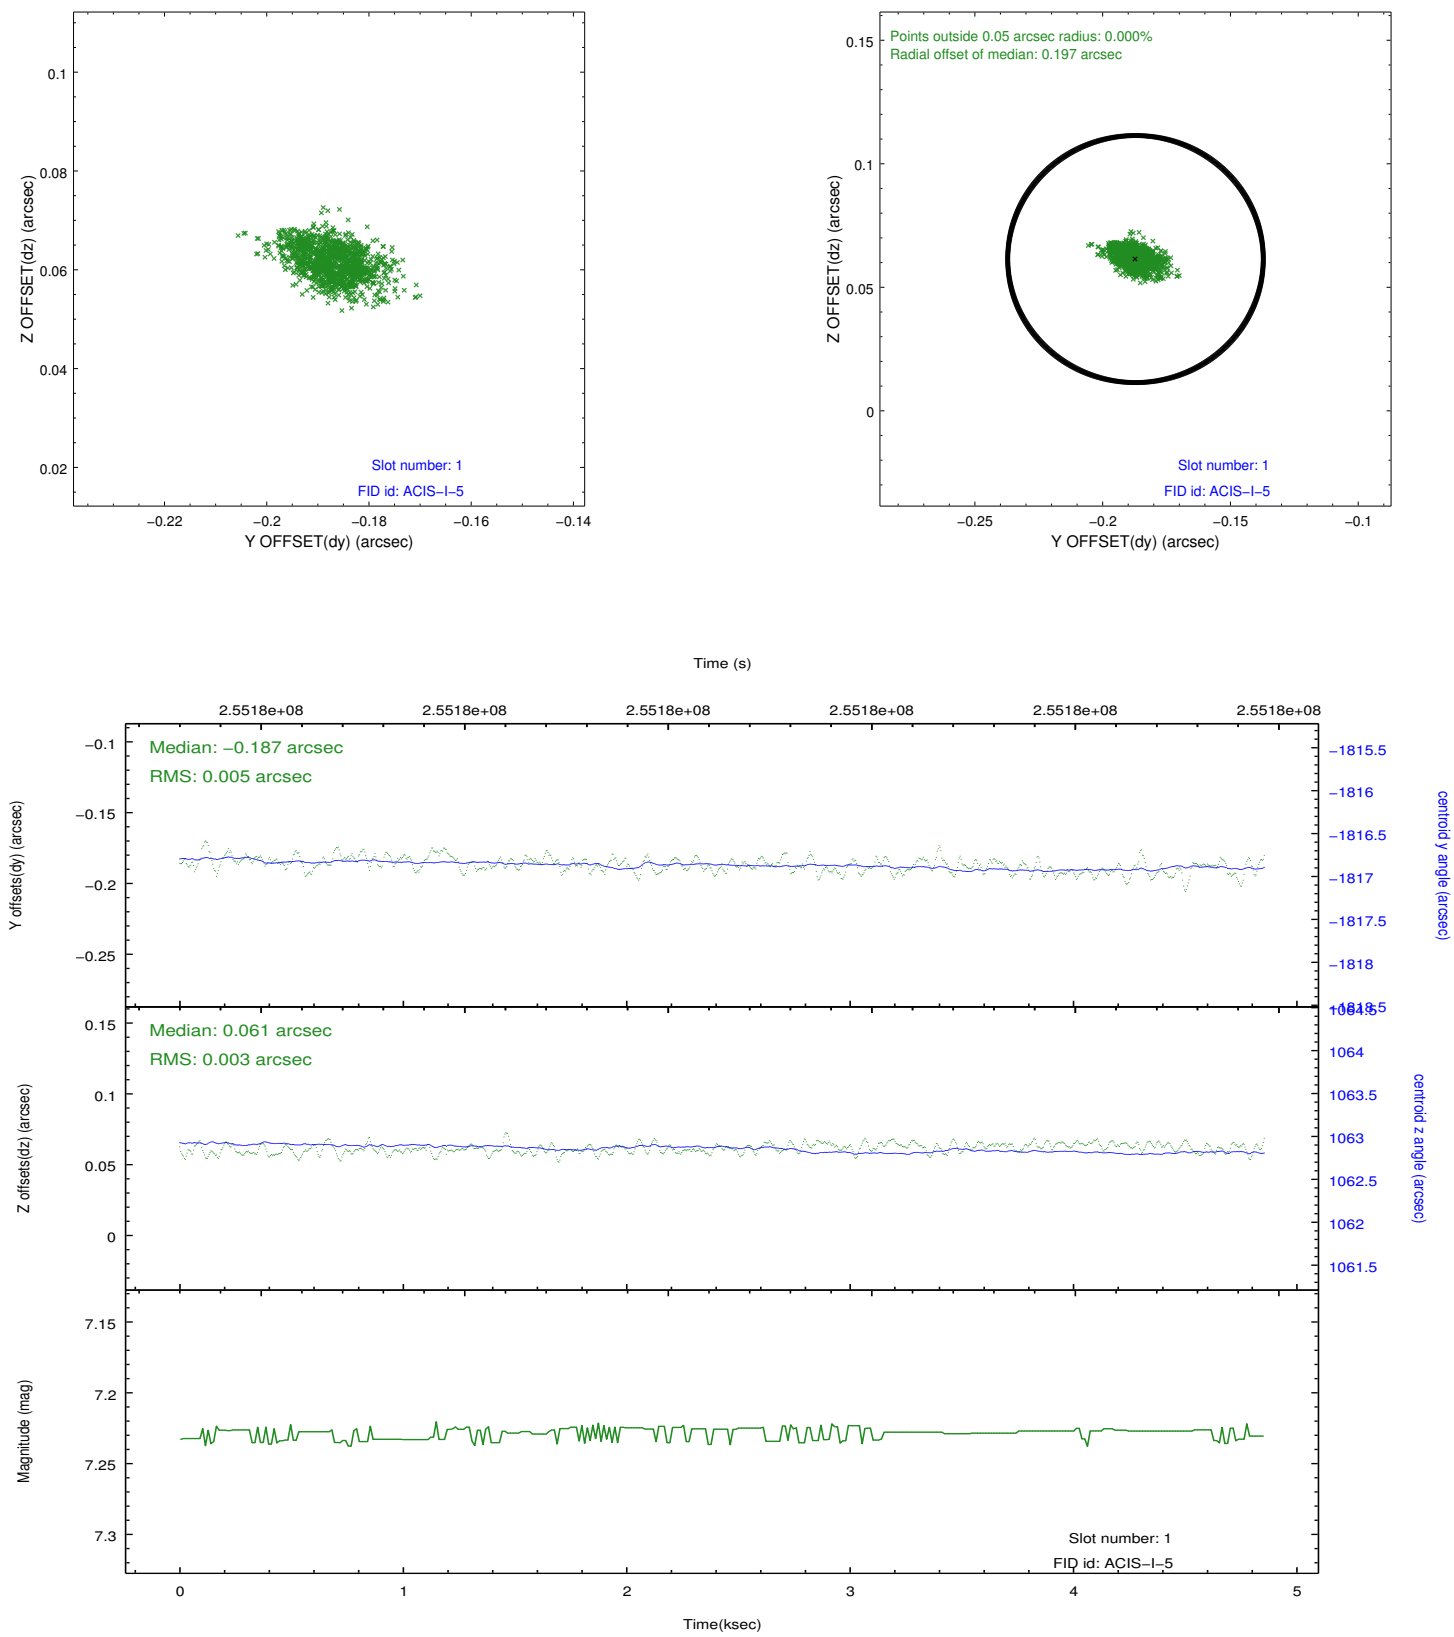 0.1
0.08
0.06
0.04
0.02
Z OFFSET(dz) (arcsec)
Slot number: 1
FID id: ACIS−I−5
−0.22
−0.2
−0.18
−0.16
−0.14
Y OFFSET(dy) (arcsec)
Points outside 0.05 arcsec radius: 0.000%
Radial offset of median: 0.197 arcsec
0.15
0.1
0.05
0
Z OFFSET(dz) (arcsec)
Slot number: 1
FID id: ACIS−I−5
−0.25
−0.2
−0.15
−0.1
Y OFFSET(dy) (arcsec)
Time (s)
2.5518e+08
2.5518e+08
2.5518e+08
2.5518e+08
2.5518e+08
2.5518e+08
Median: −0.187 arcsec
RMS: 0.005 arcsec
−0.1
−0.15
−0.2
−0.25
Y offsets(dy) (arcsec)
−1815.5
−1816
−1816.5
−1817
−1817.5
−1818
−1818.5
centroid y angle (arcsec)
Median: 0.061 arcsec
RMS: 0.003 arcsec
0.15
0.1
0.05
0
Z offsets(dz) (arcsec)
1064.5
1064
1063.5
1063
1062.5
1062
1061.5
centroid z angle (arcsec)
7.15
7.2
7.25
7.3
Magnitude (mag)
Slot number: 1
FID id: ACIS−I−5
0
1
2
3
4
5
Time(ksec)